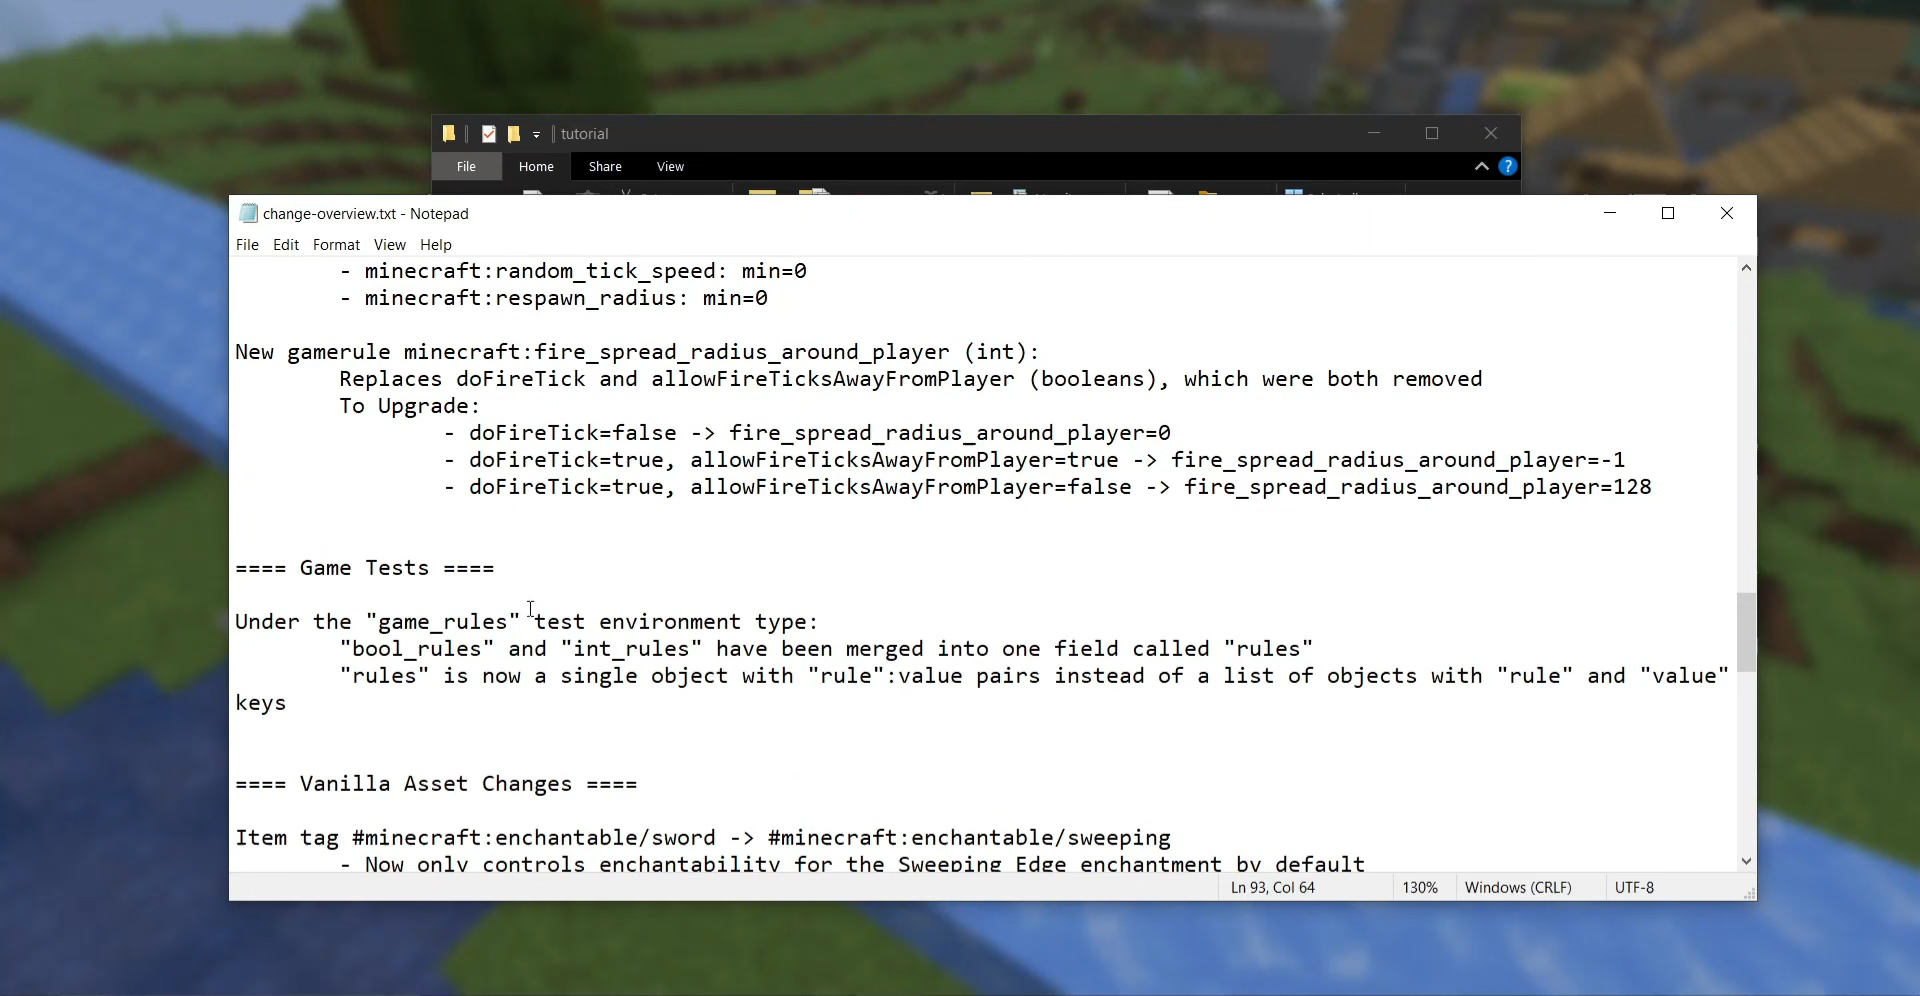 tutorial
File Home Share View
change-overview.txt - Notepad
File Edit Format View Help
- minecraft:random_tick_speed: min=0
- minecraft:respawn_radius: min=0
New gamerule minecraft:fire_spread_radius_around_player (int):
Replaces doFireTick and allowFireTicksAwayFromPlayer (booleans), which were both removed
To Upgrade:
- doFireTick=false -> fire_spread_radius_around_player=0
- doFireTick=true, allowFireTicksAwayFromPlayer=true -> fire_spread_radius_around_player=-1
- doFireTick=true, allowFireTicksAwayFromPlayer=false -> fire_spread_radius_around_player=128
==== Game Tests ====
Under the "game_rules" test environment type:
"bool_rules" and "int_rules" have been merged into one field called "rules"
"rules" is now a single object with "rule":value pairs instead of a list of objects with "rule" and "value"
keys
==== Vanilla Asset Changes ====
Item tag #minecraft:enchantable/sword -> #minecraft:enchantable/sweeping
- Now only controls enchantability for the Sweeping Edge enchantment by default
Ln 93, Col 64 130% Windows (CRLF) UTF-8